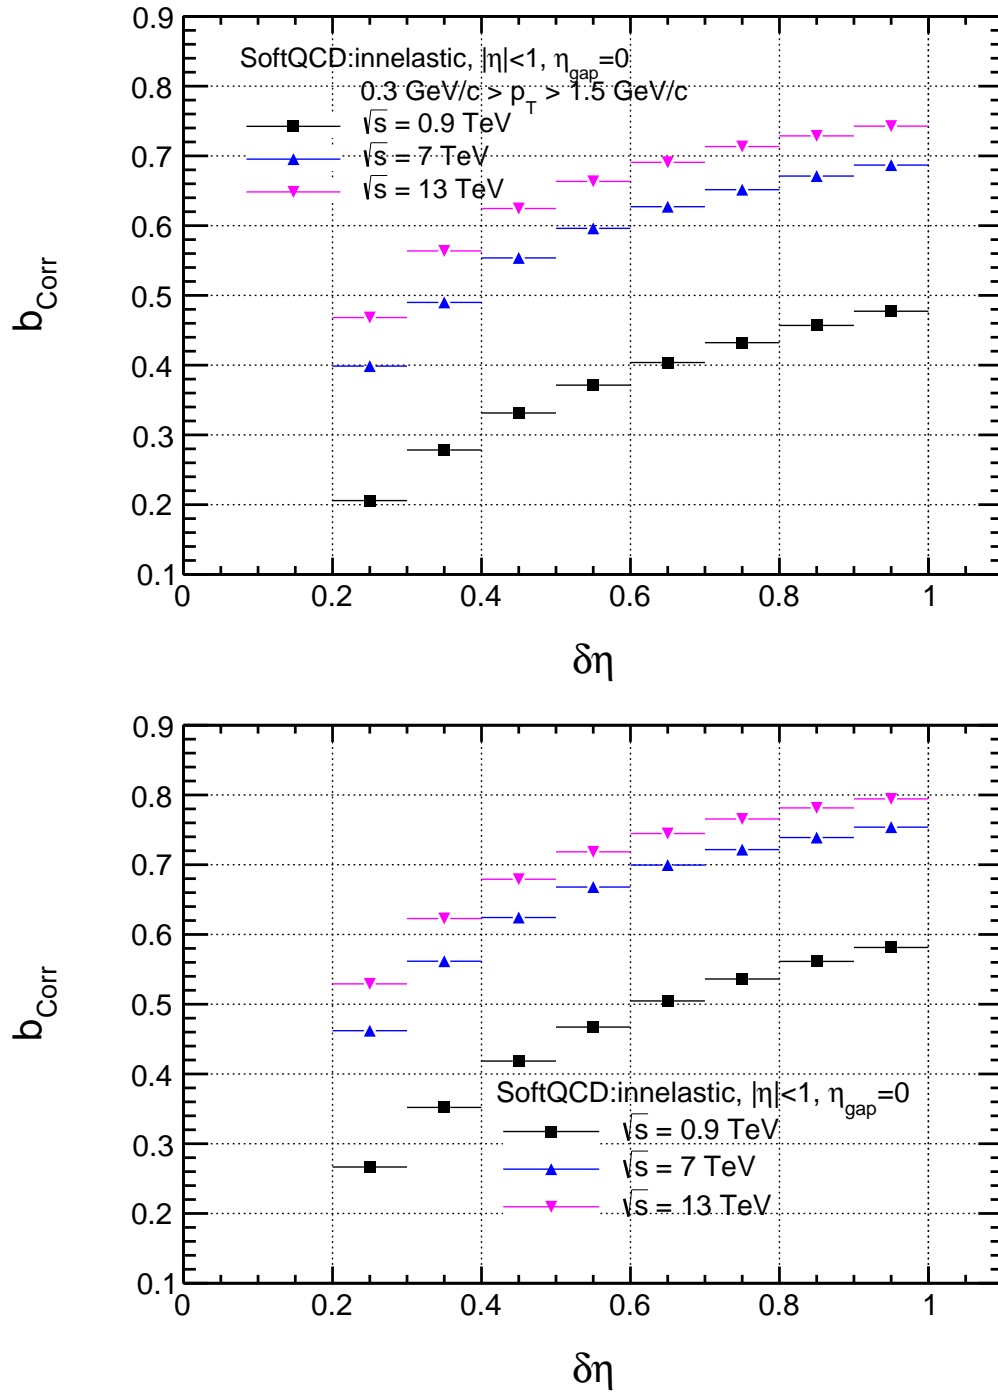 0.9
0.8
0.7
0.6
0.5
0.4
0.3
0.2
0.1
b_Corr
SoftQCD:innelastic, |η|<1, η_gap=0
0.3 GeV/c > p_T > 1.5 GeV/c
√s = 0.9 TeV
√s = 7 TeV
√s = 13 TeV
0 0.2 0.4 0.6 0.8 1
δη
0.9
0.8
0.7
0.6
0.5
0.4
0.3
0.2
0.1
b_Corr
SoftQCD:innelastic, |η|<1, η_gap=0
√s = 0.9 TeV
√s = 7 TeV
√s = 13 TeV
0 0.2 0.4 0.6 0.8 1
δη